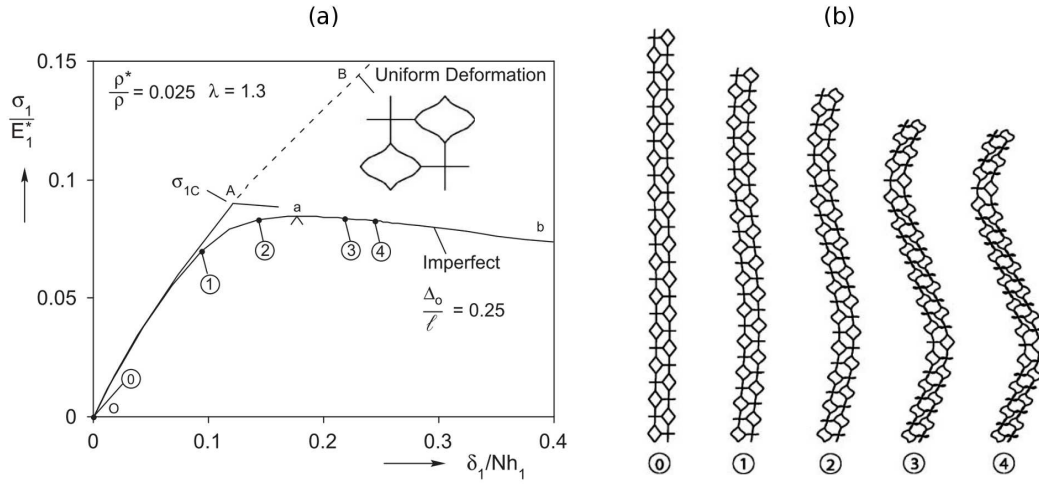 (a)
(b)
0.15
0.1
0.05
0
σ₁
E₁*
ρ*
ρ = 0.025 λ = 1.3
B
Uniform Deformation
σ₁C
A
a
b
①
②
③
④
Imperfect
Δₒ
ℓ = 0.25
⓪
O
0
0.1
0.2
0.3
0.4
δ₁/Nh₁
⓪
①
②
③
④